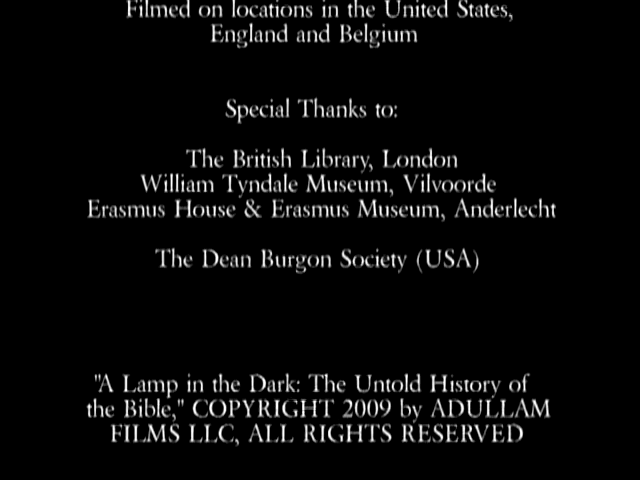 Filmed on locations in the United States,
England and Belgium
Special Thanks to:
The British Library, London
William Tyndale Museum, Vilvoorde
Erasmus House & Erasmus Museum, Anderlecht
The Dean Burgon Society (USA)
"A Lamp in the Dark: The Untold History of
the Bible," COPYRIGHT 2009 by ADULLAM
FILMS LLC, ALL RIGHTS RESERVED